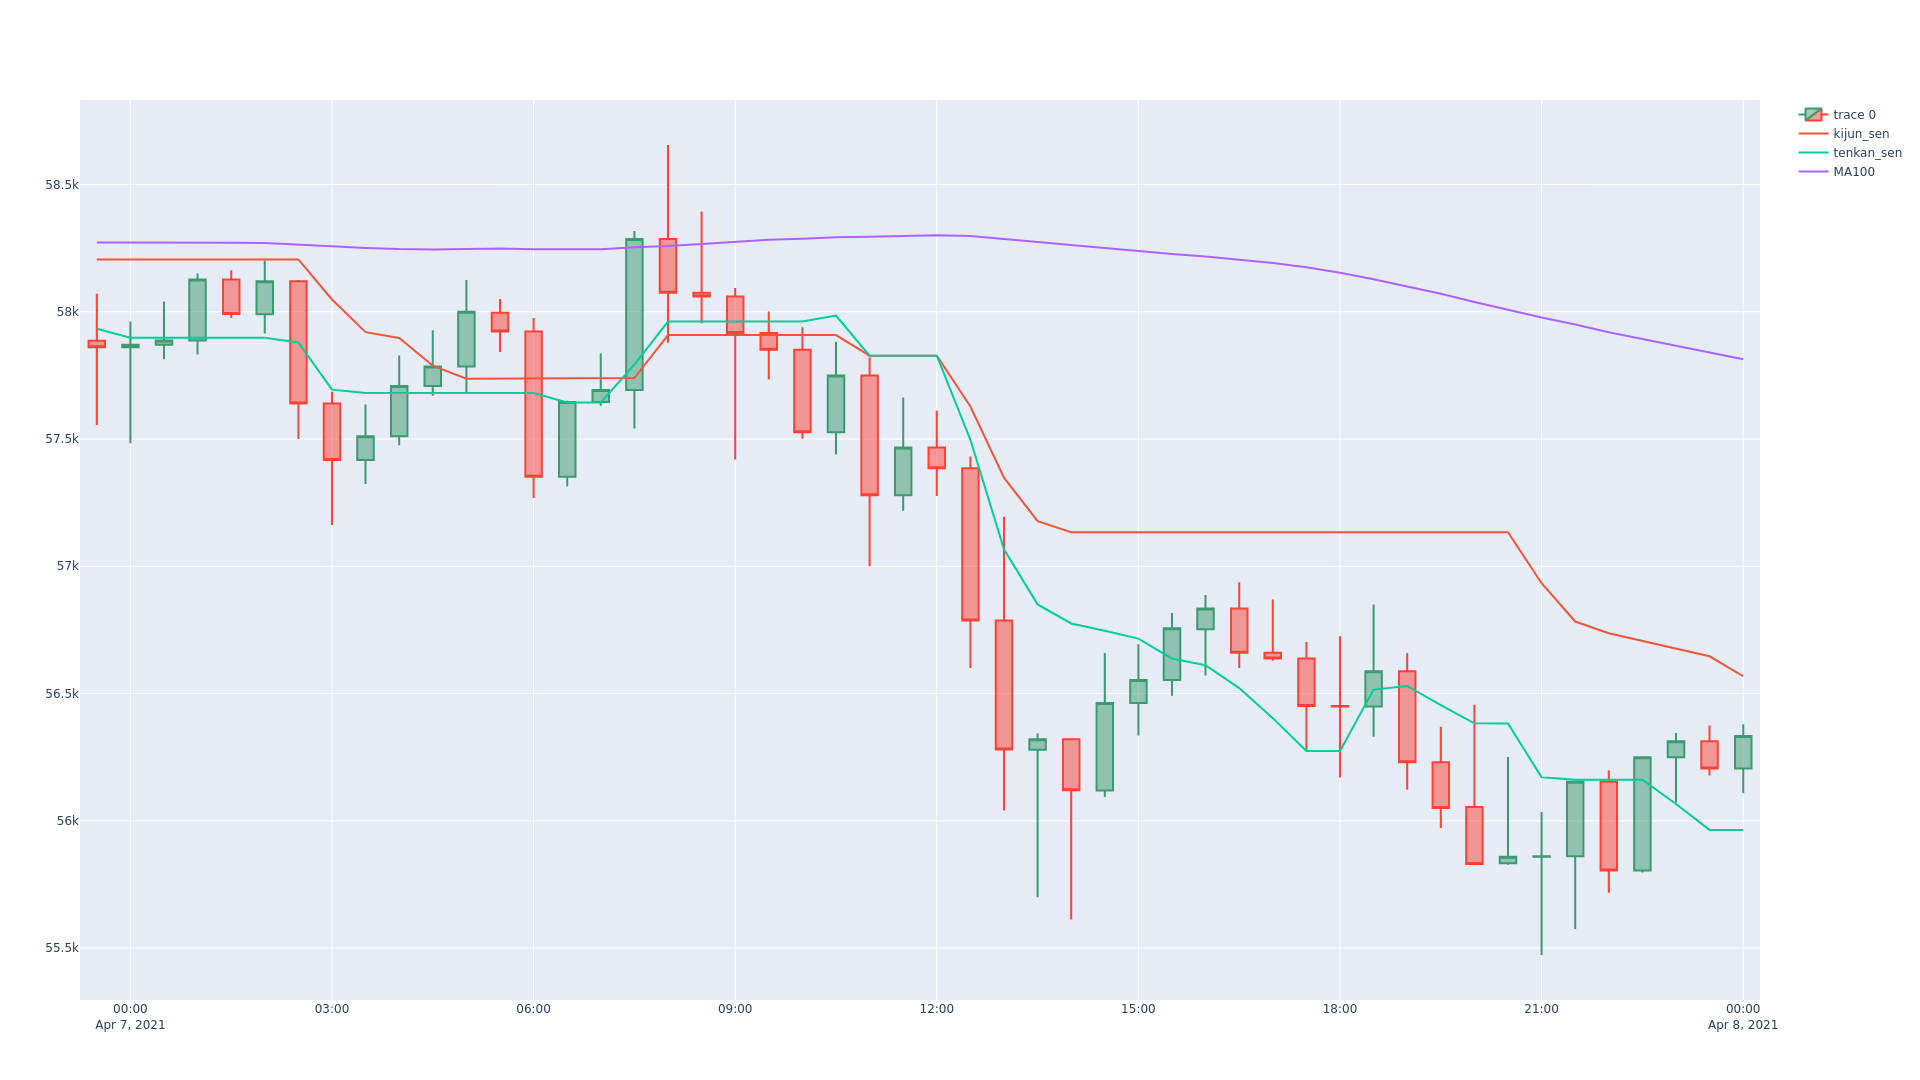 trace 0
kijun_sen
tenkan_sen
MA100
58.5k
58k
57.5k
57k
56.5k
56k
55.5k
00:00 03:00 06:00 09:00 12:00 15:00 18:00 21:00 00:00
Apr 7, 2021 Apr 8, 2021